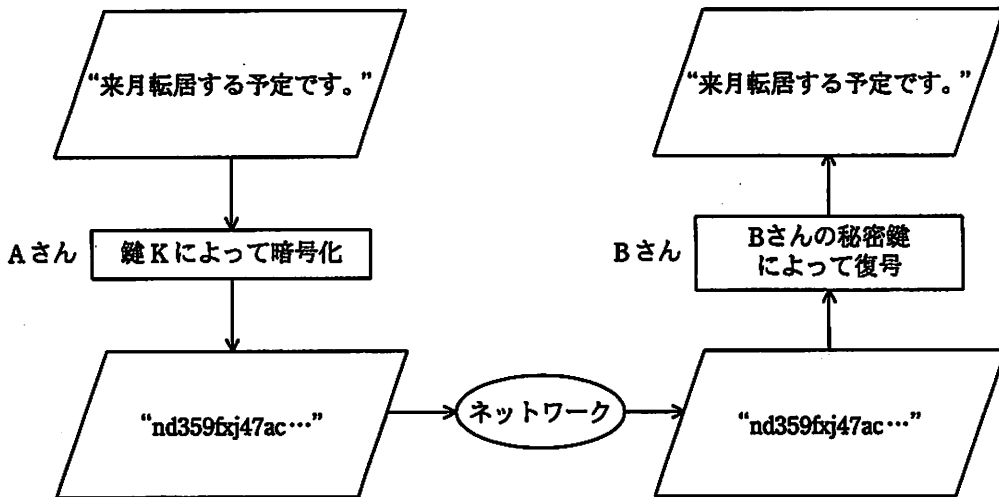 “来月転居する予定です。”
Aさん
鍵Kによって暗号化
“nd359fxj47ac…”
ネットワーク
“nd359fxj47ac…”
Bさん
Bさんの秘密鍵
によって復号
“来月転居する予定です。”